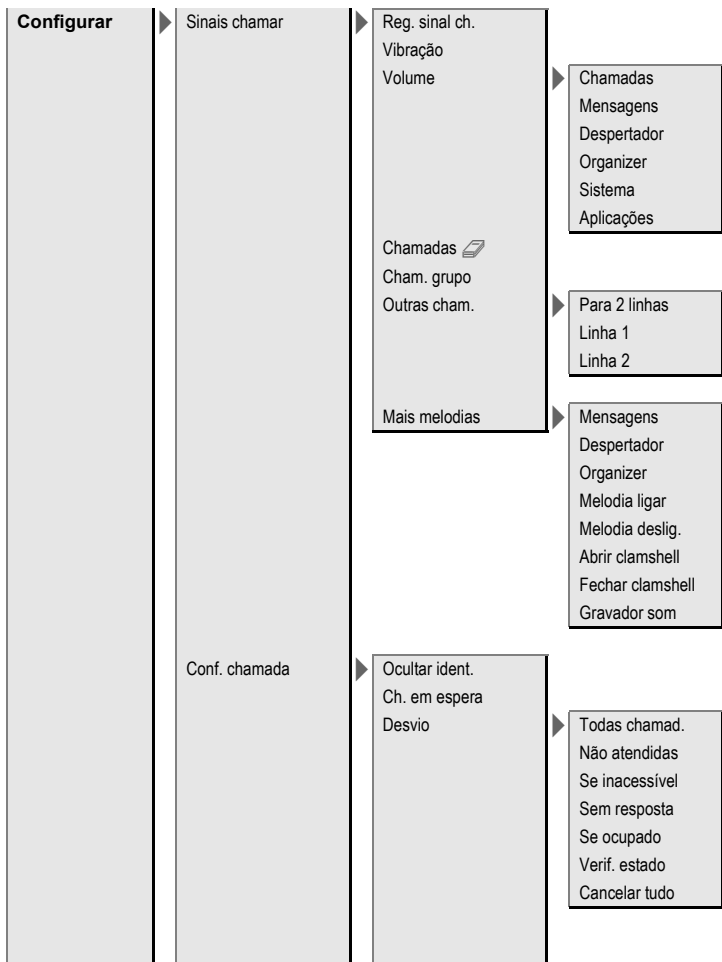 Configurar
Sinais chamar
Reg. sinal ch.
Vibração
Volume
Chamadas
Mensagens
Despertador
Organizer
Sistema
Aplicações
Chamadas
Cham. grupo
Outras cham.
Para 2 linhas
Linha 1
Linha 2
Mais melodias
Mensagens
Despertador
Organizer
Melodia ligar
Melodia deslig.
Abrir clamshell
Fechar clamshell
Gravador som
Conf. chamada
Ocultar ident.
Ch. em espera
Desvio
Todas chamad.
Não atendidas
Se inacessível
Sem resposta
Se ocupado
Verif. estado
Cancelar tudo